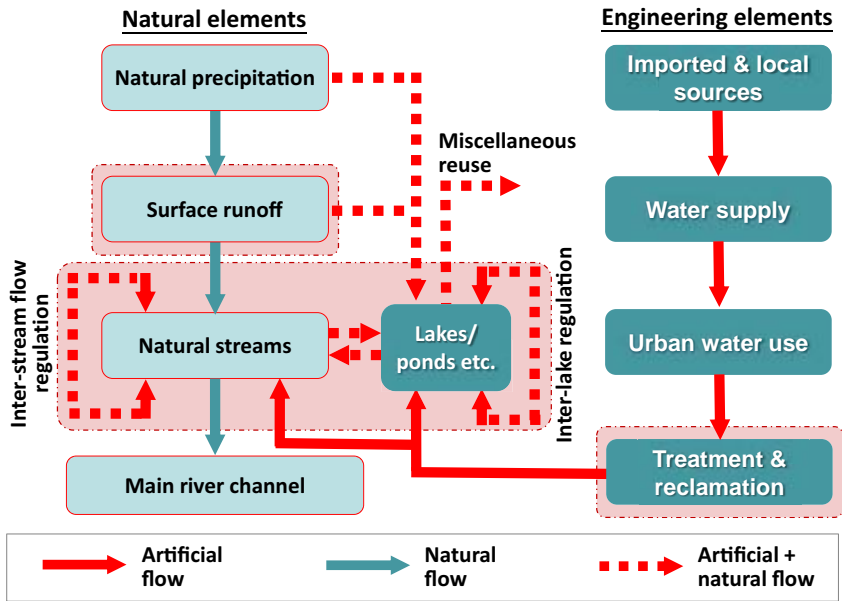 Natural elements
Engineering elements
Natural precipitation
Imported & local
sources
Miscellaneous
reuse
Surface runoff
Water supply
Inter-stream flow
regulation
Natural streams
Lakes/
ponds etc.
Inter-lake regulation
Urban water use
Main river channel
Treatment &
reclamation
Artificial
flow
Natural
flow
Artificial +
natural flow